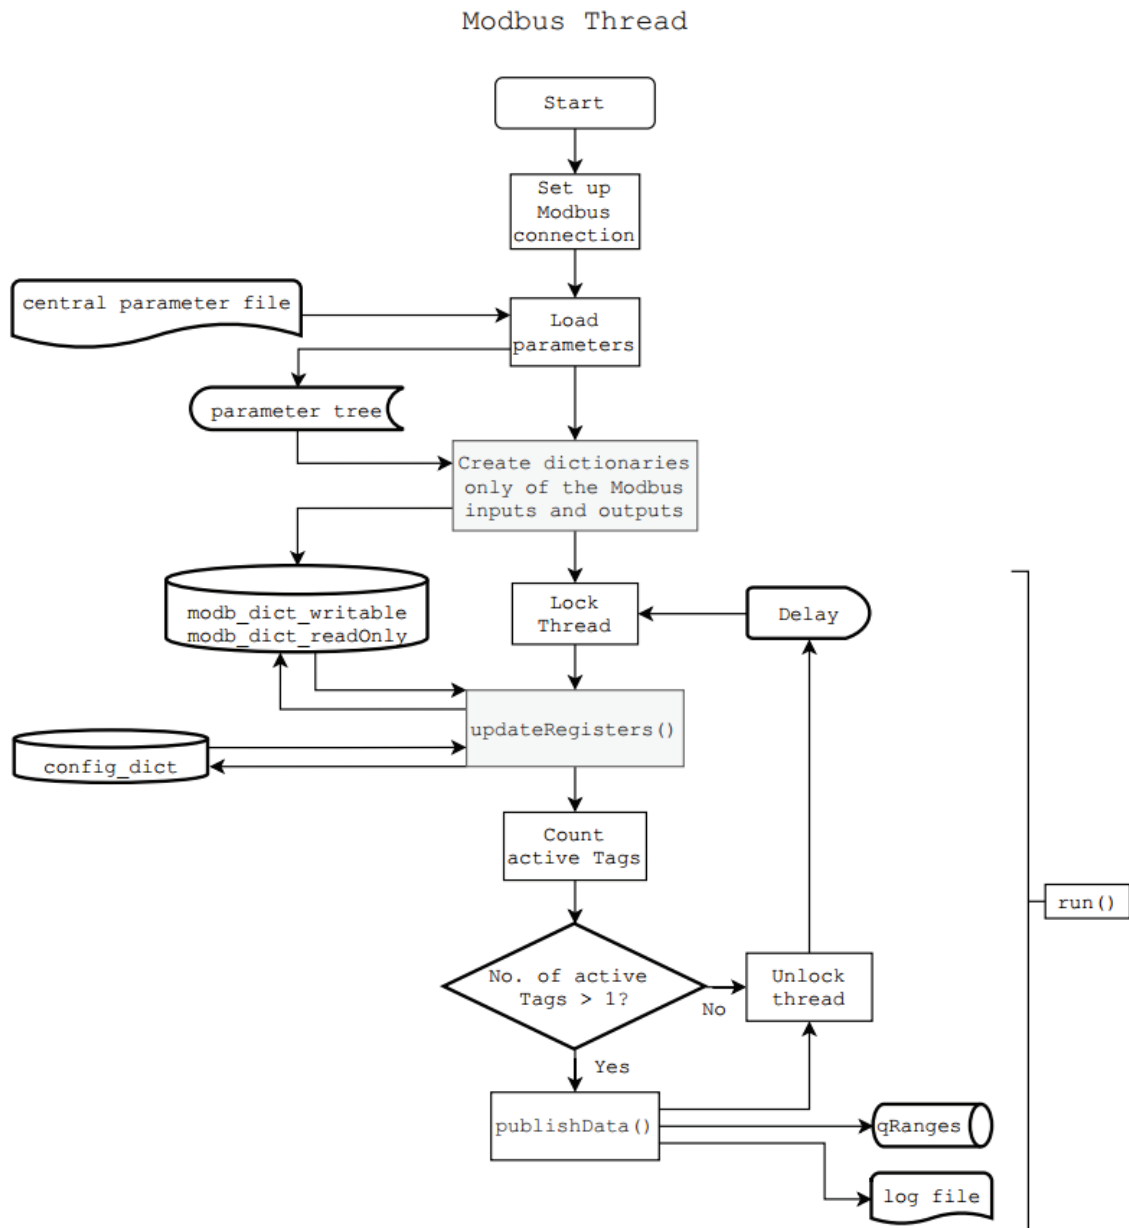 Modbus Thread
Start
Set up
Modbus
connection
central parameter file
Load
parameters
parameter tree
Create dictionaries
only of the Modbus
inputs and outputs
modb_dict_writable
modb_dict_readOnly
Lock
Thread
Delay
updateRegisters()
config_dict
Count
active Tags
run()
No. of active
Tags > 1?
No
Unlock
thread
Yes
publishData()
qRanges
log file